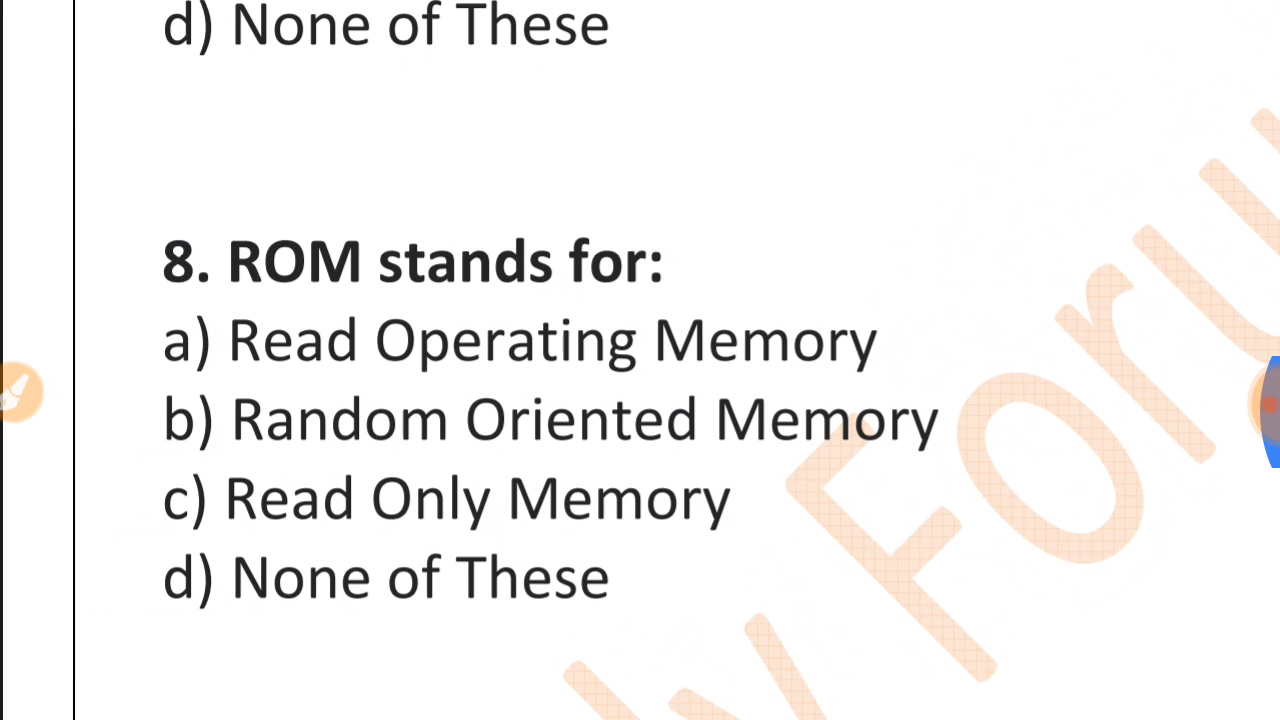 d) None of These
8. ROM stands for:
a) Read Operating Memory
b) Random Oriented Memory
c) Read Only Memory
d) None of These